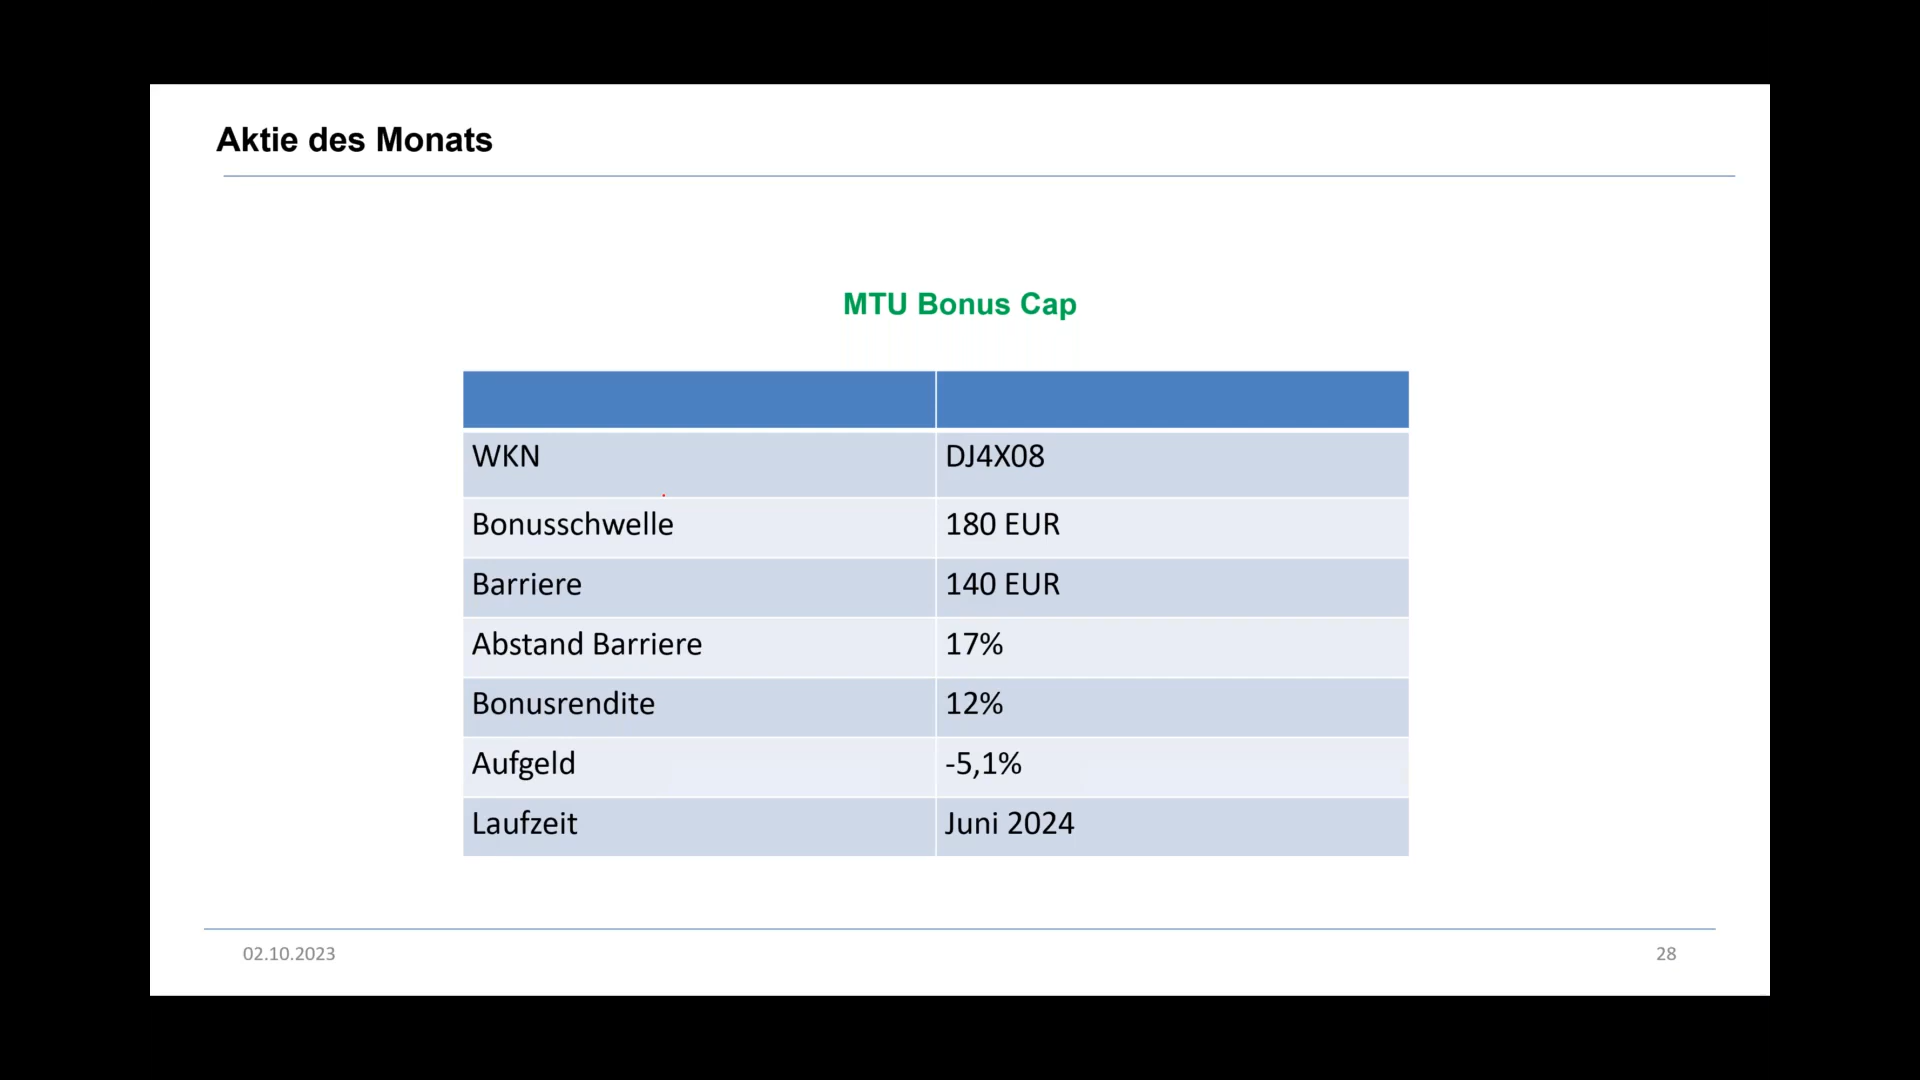 Aktie des Monats
MTU Bonus Cap
WKN DJ4X08
Bonusschwelle 180 EUR
Barriere 140 EUR
Abstand Barriere 17%
Bonusrendite 12%
Aufgeld -5,1%
Laufzeit Juni 2024
02.10.2023 28